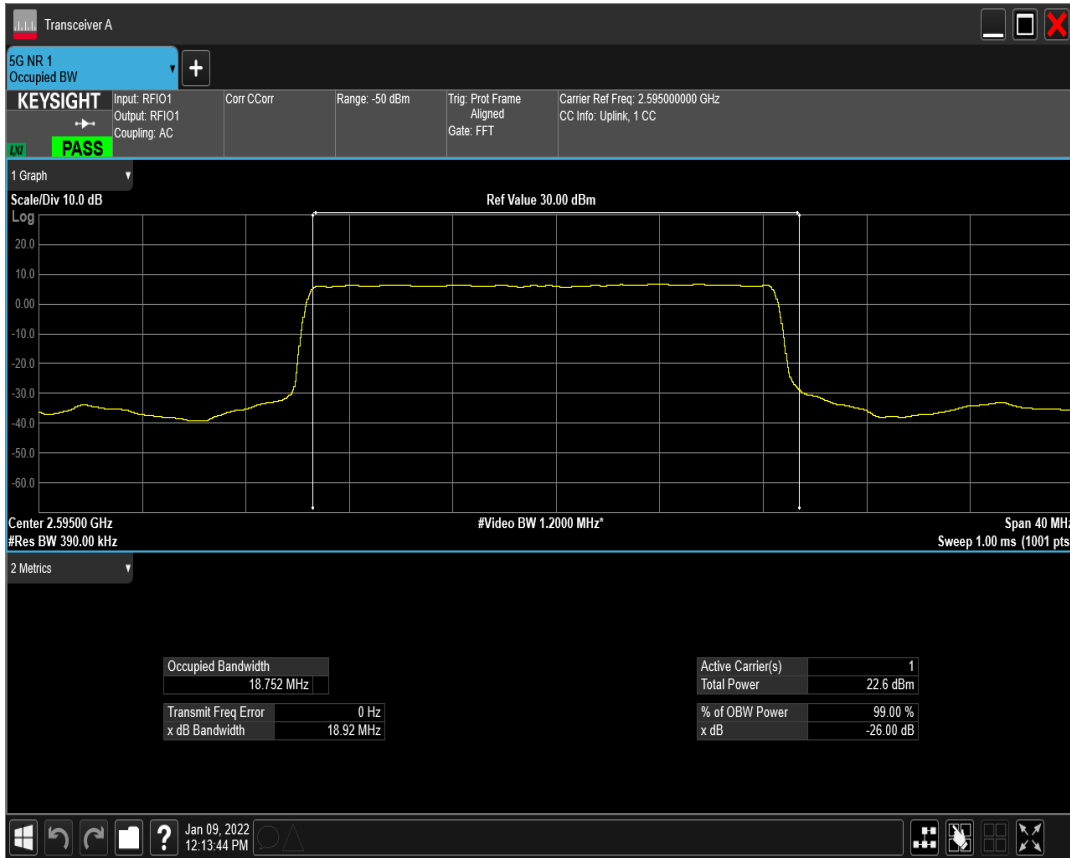 Transceiver A
5G NR 1
Occupied BW
+
KEYSIGHT
LXI
PASS
Input: RFIO1
Output: RFIO1
Coupling: AC
Corr CCorr
Range: -50 dBm
Trig: Prot Frame
Aligned
Gate: FFT
Carrier Ref Freq: 2.595000000 GHz
CC Info: Uplink, 1 CC
1 Graph
Scale/Div 10.0 dB
Ref Value 30.00 dBm
Log
20.0
10.0
0.00
-10.0
-20.0
-30.0
-40.0
-50.0
-60.0
Center 2.59500 GHz
#Video BW 1.2000 MHz*
Span 40 MHz
#Res BW 390.00 kHz
Sweep 1.00 ms (1001 pts
2 Metrics
Occupied Bandwidth
18.752 MHz
Transmit Freq Error 0 Hz
x dB Bandwidth 18.92 MHz
Active Carrier(s) 1
Total Power 22.6 dBm
% of OBW Power 99.00 %
x dB -26.00 dB
?
Jan 09, 2022
12:13:44 PM